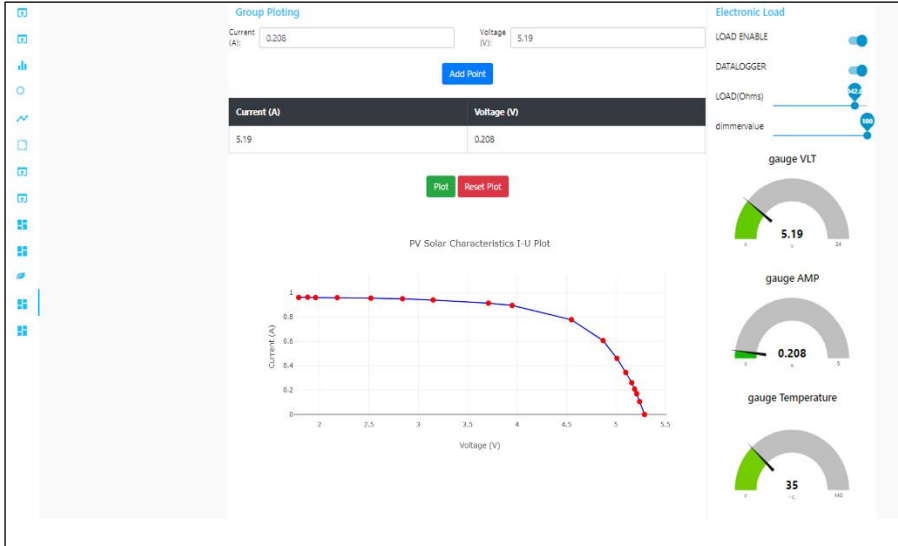 Group Ploting
Current (A): 0.208 Voltage (V): 5.19
Add Point
Current (A) Voltage (V)
5.19 0.208
Plot Reset Plot
PV Solar Characteristics I-U Plot
1
0.8
0.6
0.4
0.2
0
Current (A)
2 2.5 3 3.5 4 4.5 5 5.5
Voltage (V)
Electronic Load
LOAD ENABLE
DATALOGGER
LOAD(Ohms)
dimmervalue 100
gauge VLT
5.19
0 V 24
gauge AMP
0.208
0 A 5
gauge Temperature
35
0 °C 140